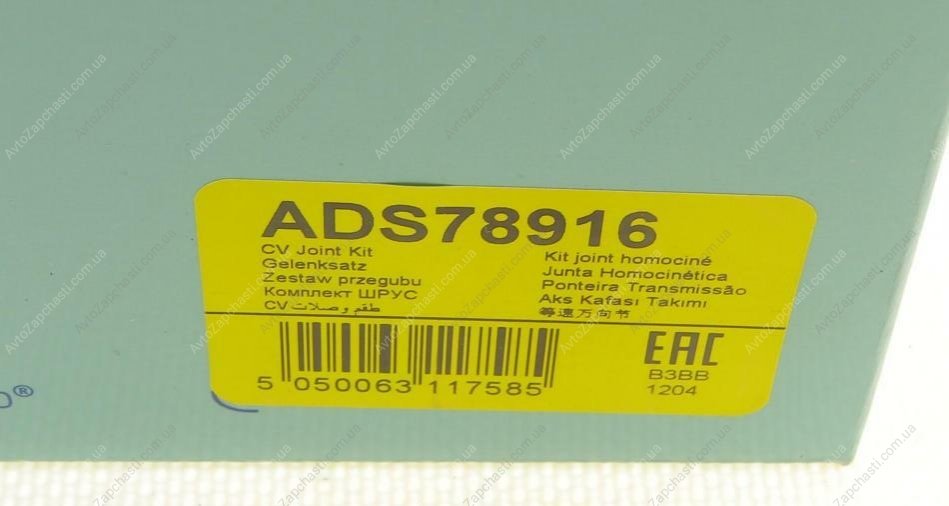 ADS78916
CV Joint Kit
Gelenksatz
Zestaw przegubu
Комплект ШРУС
CV طقم وصلات
Kit joint homociné
Junta Homocinética
Ponteira Transmissão
Aks Kafası Takımı
等速万向节
5 050063 117585
EAC
B3BB
1204
AvtoZapchasti.com.ua